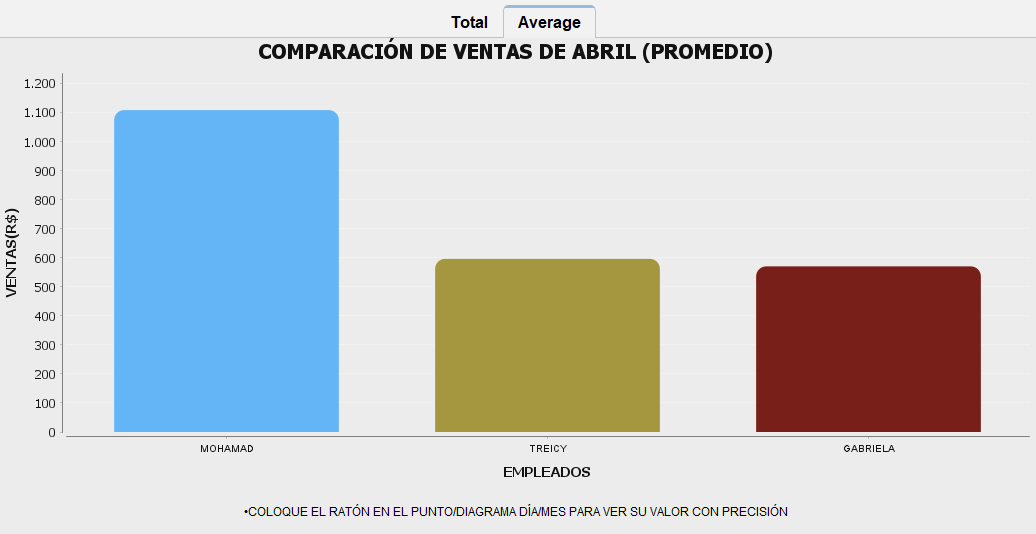 Total Average
COMPARACIÓN DE VENTAS DE ABRIL (PROMEDIO)
VENTAS(R$)
1.200
1.100
1.000
900
800
700
600
500
400
300
200
100
0
MOHAMAD TREICY GABRIELA
EMPLEADOS
•COLOQUE EL RATÓN EN EL PUNTO/DIAGRAMA DÍA/MES PARA VER SU VALOR CON PRECISIÓN